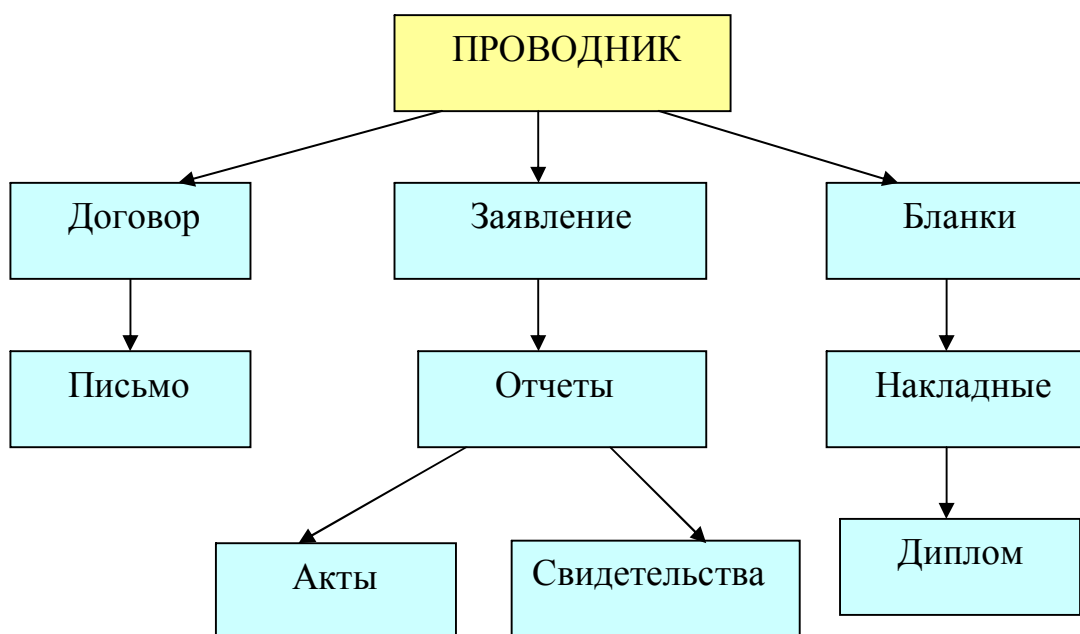 ПРОВОДНИК
Договор
Заявление
Бланки
Письмо
Отчеты
Накладные
Акты
Свидетельства
Диплом